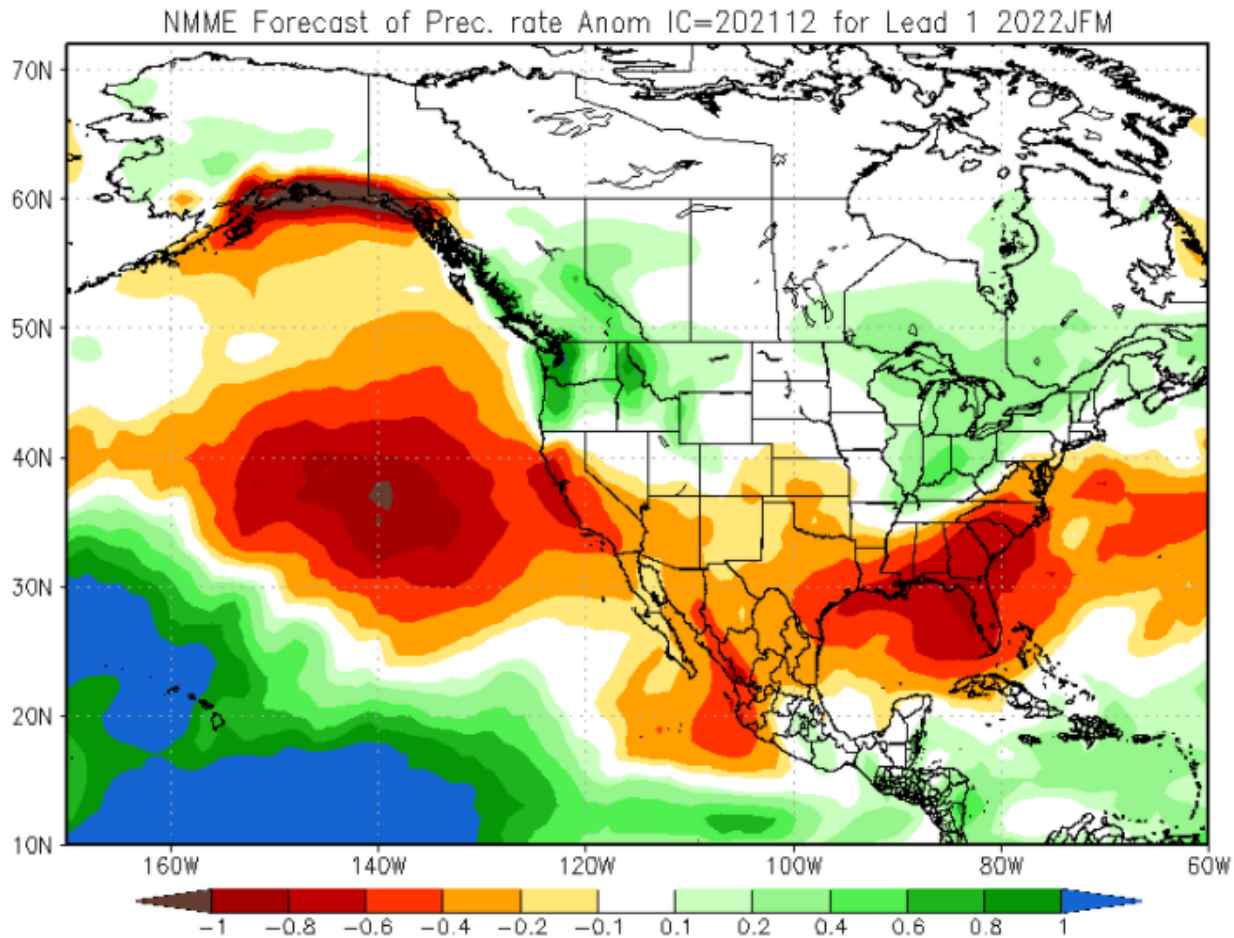 NMME Forecast of Prec. rate Anom IC=202112 for Lead 1 2022JFM
70N
60N
50N
40N
30N
20N
10N
160W 140W 120W 100W 80W 60W
-1 -0.8 -0.6 -0.4 -0.2 -0.1 0.1 0.2 0.4 0.6 0.8 1